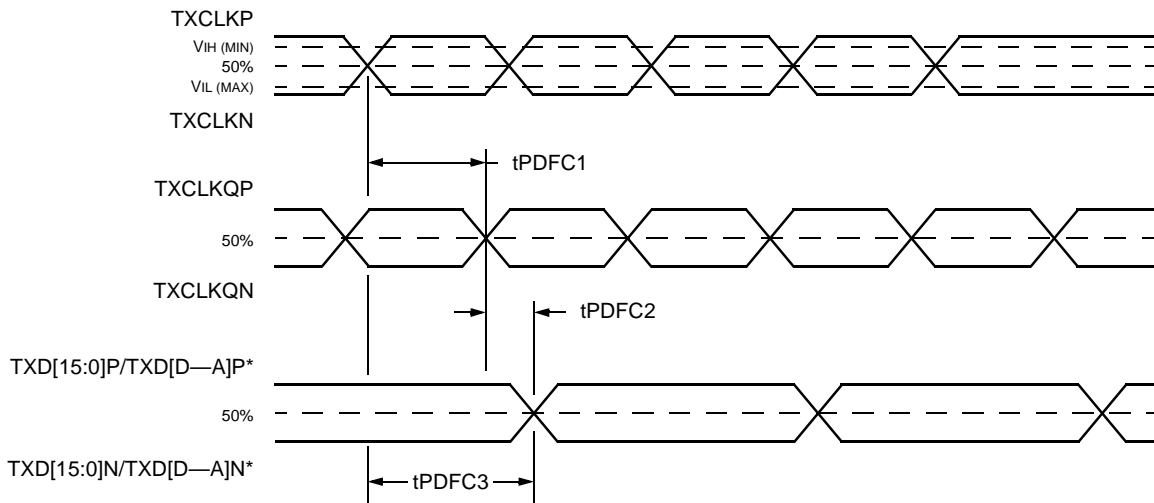 TXCLKP
VIH (MIN)
50%
VIL (MAX)
TXCLKN
tPDFC1
TXCLKQP
50%
TXCLKQN
tPDFC2
TXD[15:0]P/TXD[D—A]P*
50%
TXD[15:0]N/TXD[D—A]N*
tPDFC3